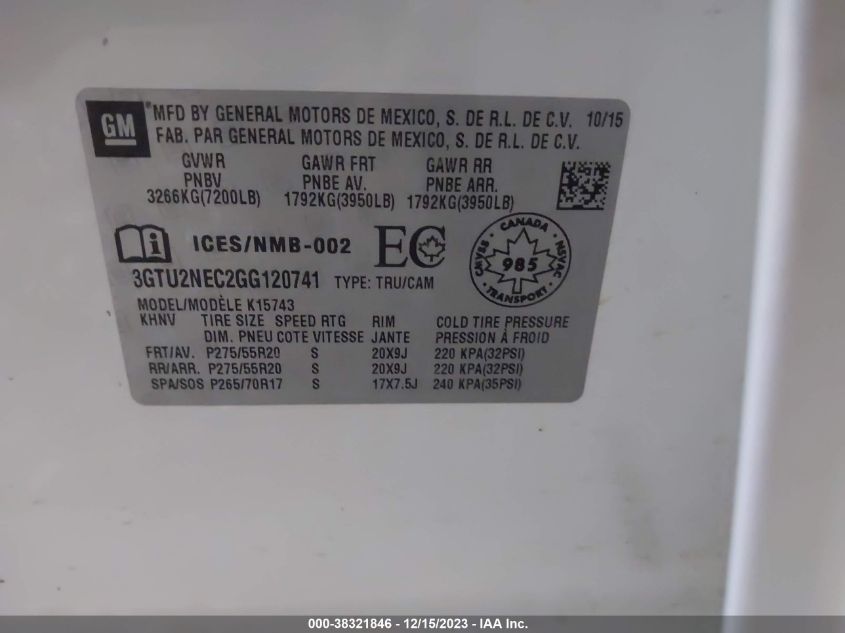 GM
MFD BY GENERAL MOTORS DE MEXICO, S. DE R.L. DE C.V. 10/15
FAB. PAR GENERAL MOTORS DE MEXICO, S. DE R.L. DE C.V.
GVWR GAWR FRT GAWR RR
PNBV PNBE AV. PNBE ARR.
3266KG(7200LB) 1792KG(3950LB) 1792KG(3950LB)
ICES/NMB-002 EC
CANADA
CMVSS NSVAC
985
TRANSPORT
3GTU2NEC2GG120741 TYPE: TRU/CAM
MODEL/MODÈLE K15743
KHNV TIRE SIZE SPEED RTG RIM COLD TIRE PRESSURE
DIM. PNEU COTE VITESSE JANTE PRESSION À FROID
FRT/AV. P275/55R20 S 20X9J 220 KPA(32PSI)
RR/ARR. P275/55R20 S 20X9J 220 KPA(32PSI)
SPA/SOS P265/70R17 S 17X7.5J 240 KPA(35PSI)
000-38321846 - 12/15/2023 - IAA Inc.